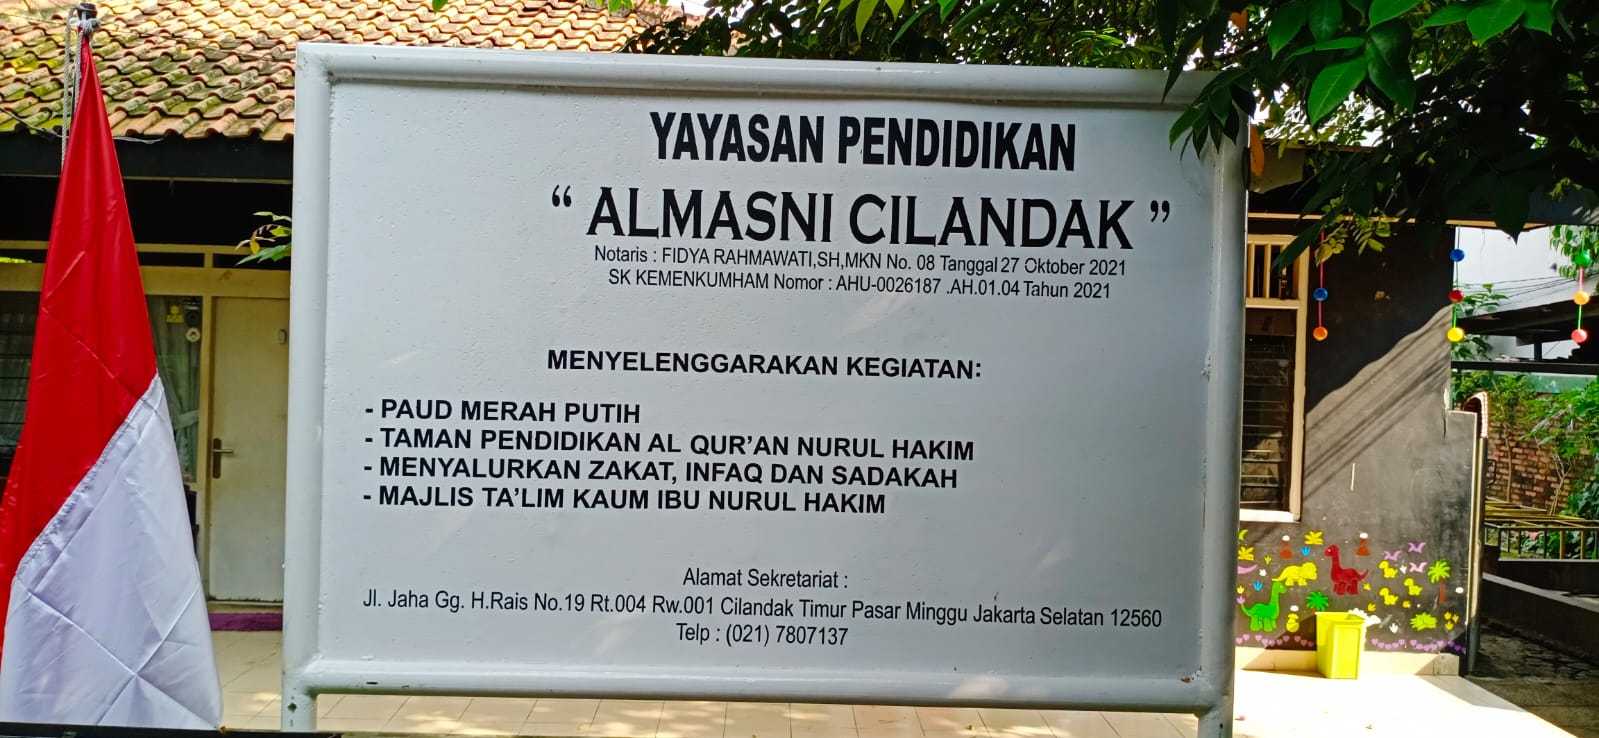 YAYASAN PENDIDIKAN
“ ALMASNI CILANDAK ”
Notaris : FIDYA RAHMAWATI,SH,MKN No. 08 Tanggal 27 Oktober 2021
SK KEMENKUMHAM Nomor : AHU-0026187 .AH.01.04 Tahun 2021
MENYELENGGARAKAN KEGIATAN:
- PAUD MERAH PUTIH
- TAMAN PENDIDIKAN AL QUR’AN NURUL HAKIM
- MENYALURKAN ZAKAT, INFAQ DAN SADAKAH
- MAJLIS TA’LIM KAUM IBU NURUL HAKIM
Alamat Sekretariat :
Jl. Jaha Gg. H.Rais No.19 Rt.004 Rw.001 Cilandak Timur Pasar Minggu Jakarta Selatan 12560
Telp : (021) 7807137